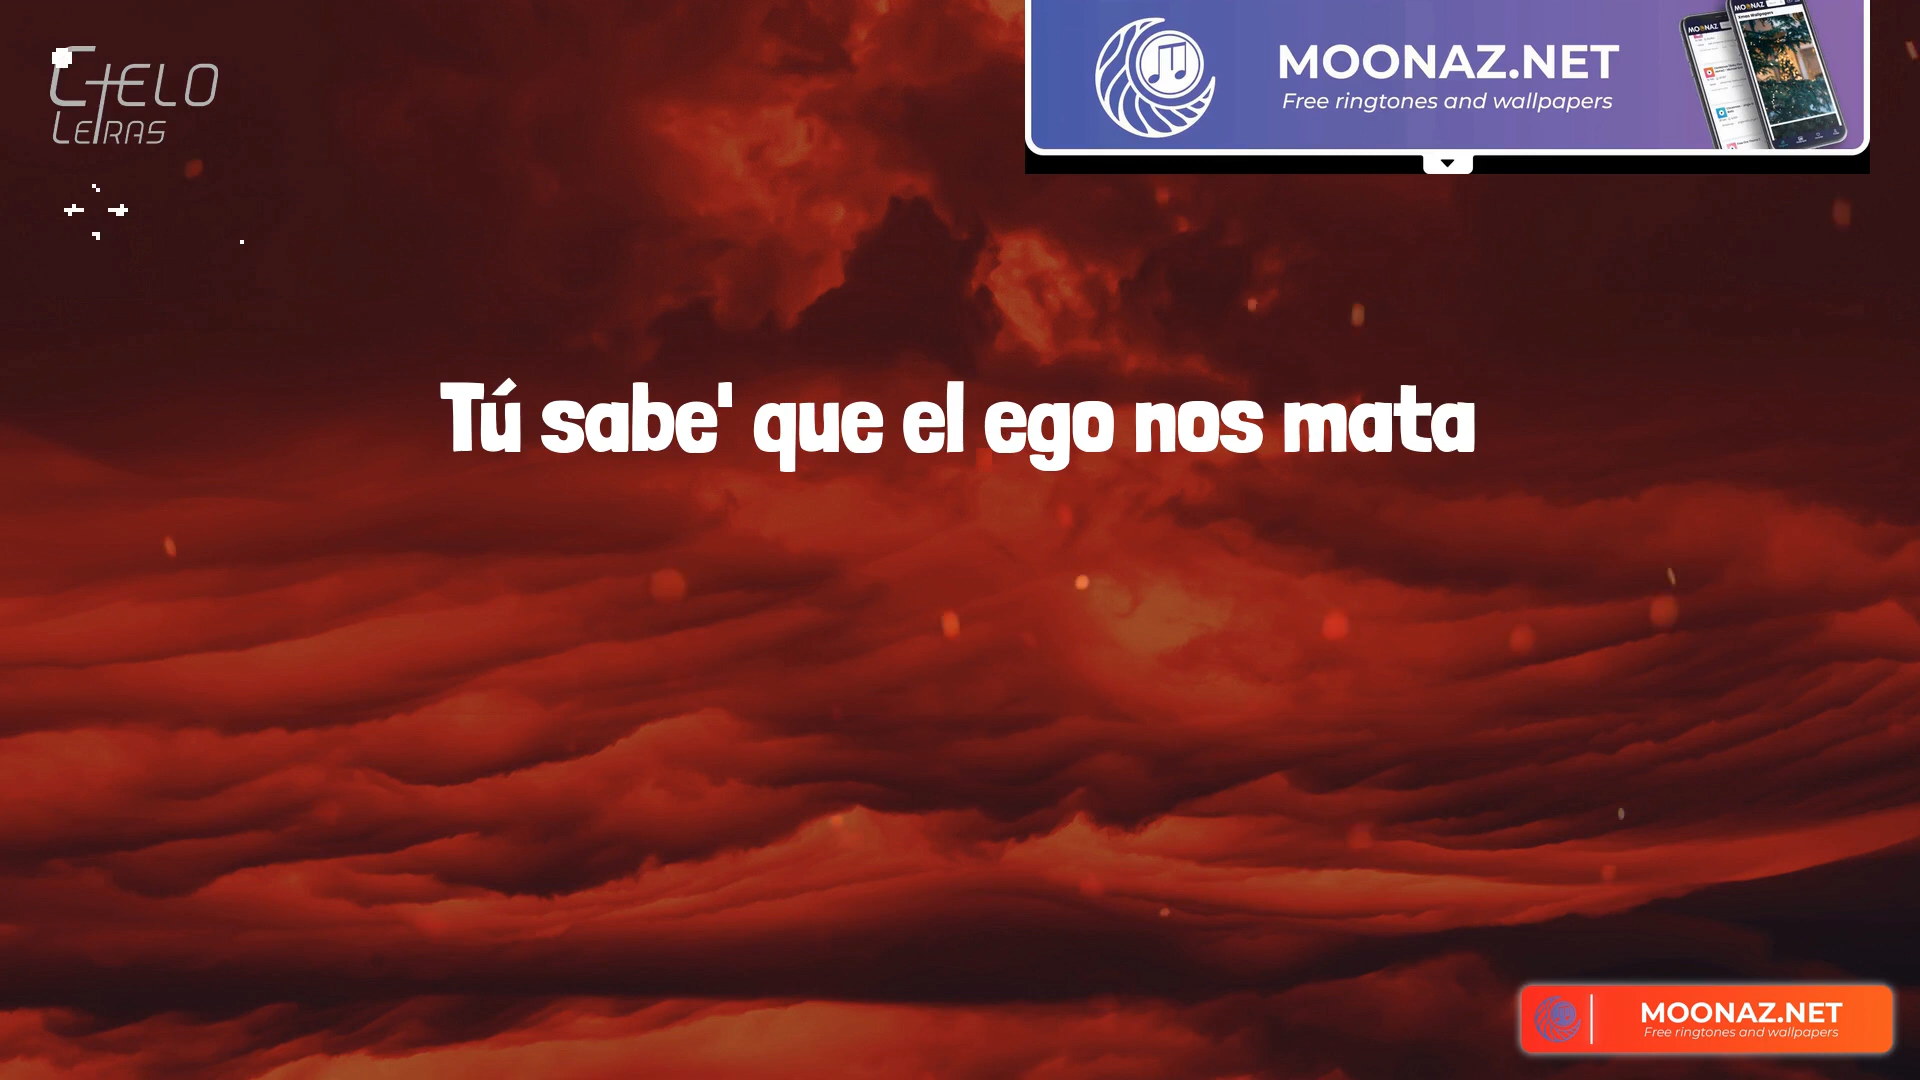 CIELO
LETRAS
MOONAZ.NET
Free ringtones and wallpapers
Tú sabe' que el ego nos mata
MOONAZ.NET
Free ringtones and wallpapers